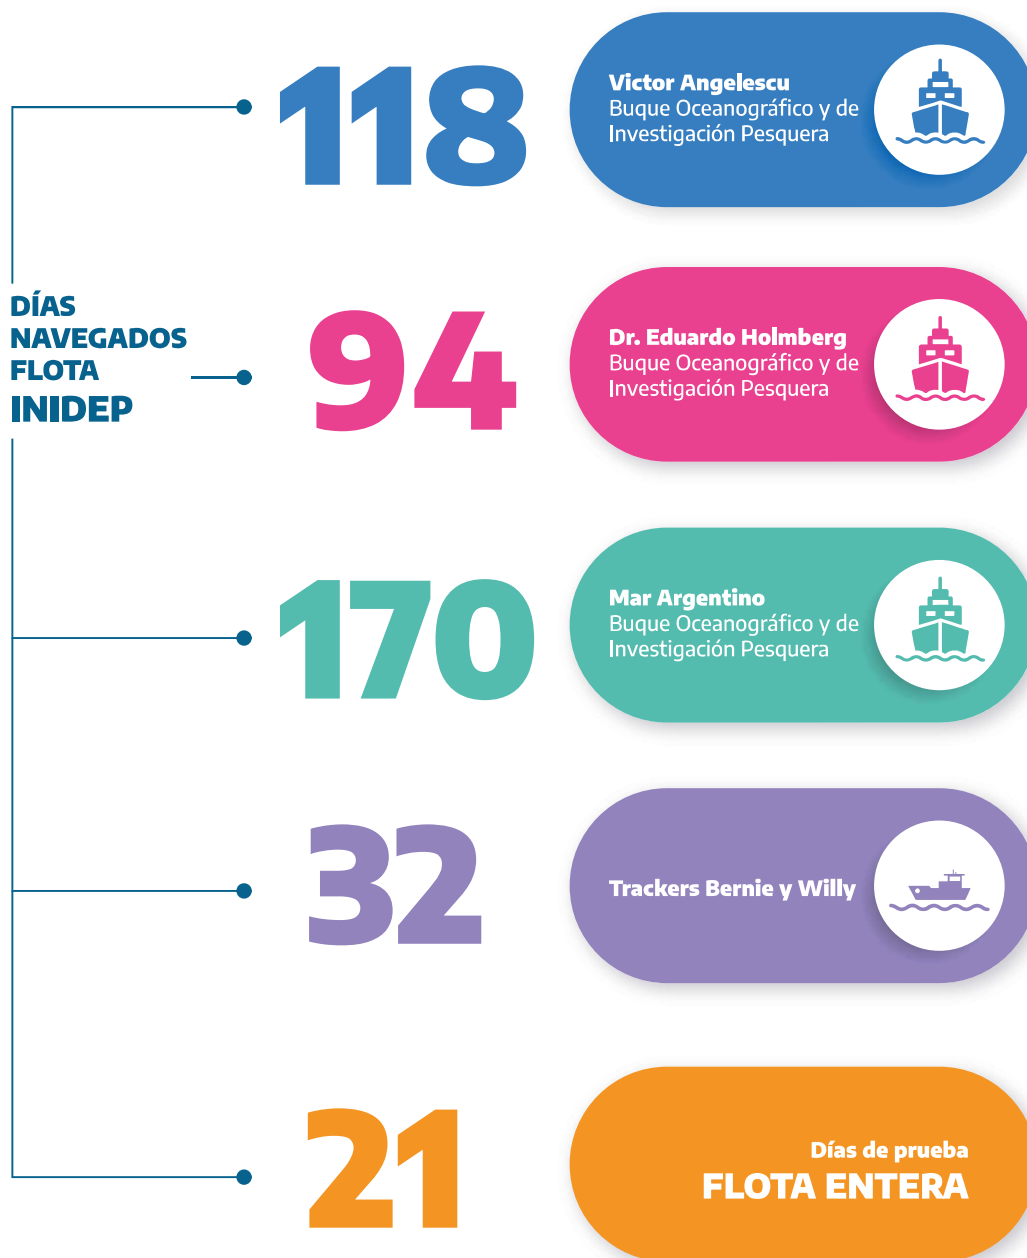 DÍAS
NAVEGADOS
FLOTA
INIDEP
118
Victor Angelescu
Buque Oceanográfico y de
Investigación Pesquera
94
Dr. Eduardo Holmberg
Buque Oceanográfico y de
Investigación Pesquera
170
Mar Argentino
Buque Oceanográfico y de
Investigación Pesquera
32
Trackers Bernie y Willy
21
Días de prueba
FLOTA ENTERA